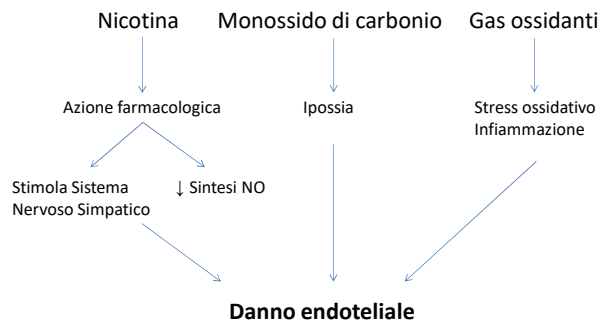 Nicotina
Monossido di carbonio
Gas ossidanti
Azione farmacologica
Ipossia
Stress ossidativo
Infiammazione
Stimola Sistema
Nervoso Simpatico
↓ Sintesi NO
Danno endoteliale